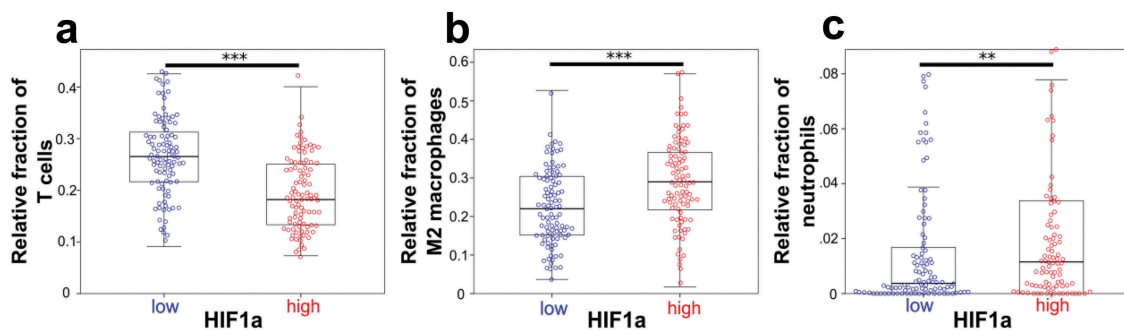 a
***
Relative fraction of
T cells
0.4
0.3
0.2
0.1
0
low
high
HIF1a
b
***
Relative fraction of
M2 macrophages
0.6
0.5
0.4
0.3
0.2
0.1
0
low
high
HIF1a
c
**
Relative fraction of
neutrophils
.08
0.06
0.04
.02
0
low
high
HIF1a